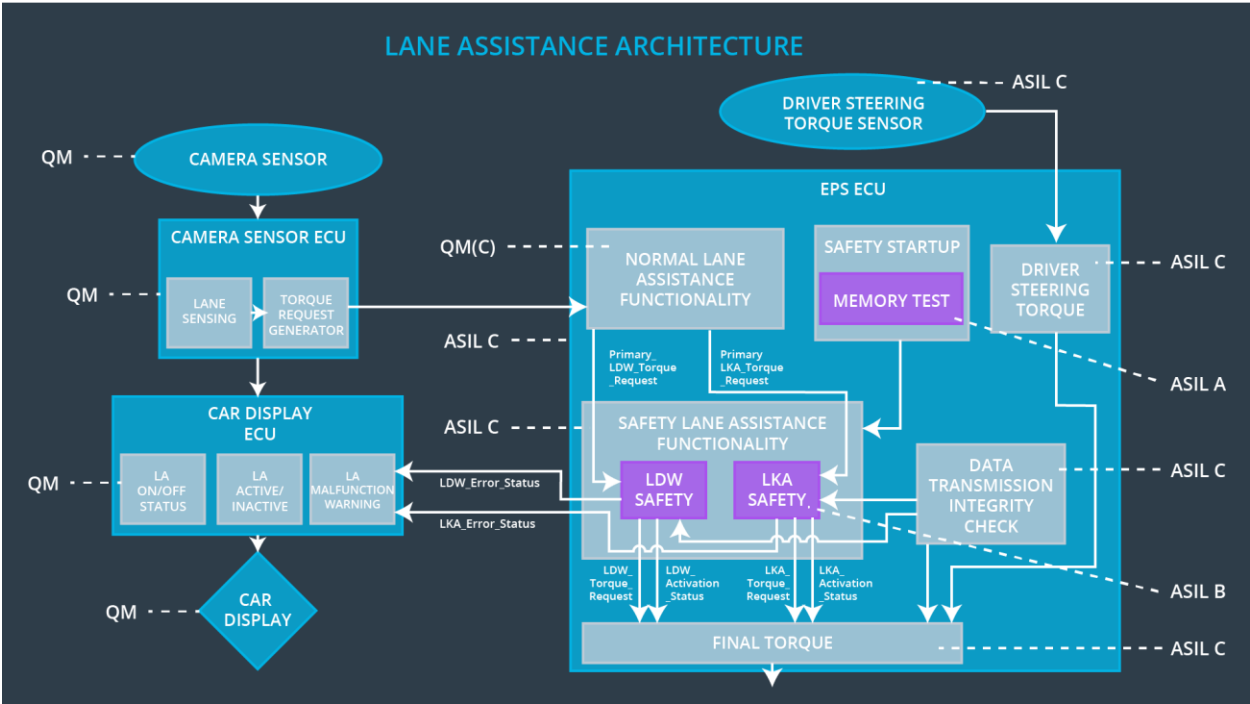 LANE ASSISTANCE ARCHITECTURE
ASIL C
DRIVER STEERING
TORQUE SENSOR
QM
CAMERA SENSOR
EPS ECU
CAMERA SENSOR ECU
QM(C)
NORMAL LANE
ASSISTANCE
FUNCTIONALITY
SAFETY STARTUP
MEMORY TEST
DRIVER
STEERING
TORQUE
ASIL C
QM
LANE
SENSING
TORQUE
REQUEST
GENERATOR
ASIL C
Primary_
LDW_Torque
_Request
Primary
LKA_Torque
_Request
ASIL A
CAR DISPLAY
ECU
ASIL C
SAFETY LANE ASSISTANCE
FUNCTIONALITY
QM
LA
ON/OFF
STATUS
LA
ACTIVE/
INACTIVE
LA
MALFUNCTION
WARNING
LDW_Error_Status
LKA_Error_Status
LDW
SAFETY
LKA
SAFETY
DATA
TRANSMISSION
INTEGRITY
CHECK
ASIL C
LDW_
Torque_
Request
LDW_
Activation
_Status
LKA_
Torque_
Request
LKA_
Activation
_Status
ASIL B
QM
CAR
DISPLAY
FINAL TORQUE
ASIL C